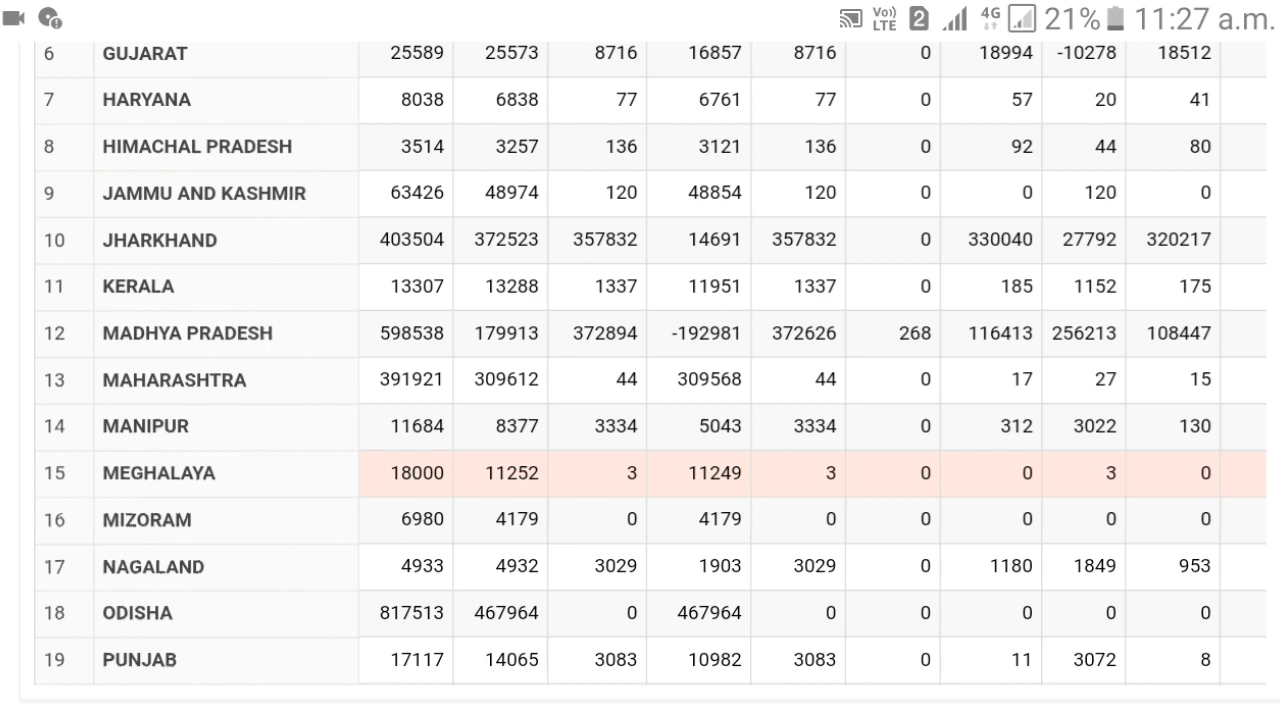 Vo)) LTE 2 4G 21% 11:27 a.m.
6 GUJARAT 25589 25573 8716 16857 8716 0 18994 -10278 18512
7 HARYANA 8038 6838 77 6761 77 0 57 20 41
8 HIMACHAL PRADESH 3514 3257 136 3121 136 0 92 44 80
9 JAMMU AND KASHMIR 63426 48974 120 48854 120 0 0 120 0
10 JHARKHAND 403504 372523 357832 14691 357832 0 330040 27792 320217
11 KERALA 13307 13288 1337 11951 1337 0 185 1152 175
12 MADHYA PRADESH 598538 179913 372894 -192981 372626 268 116413 256213 108447
13 MAHARASHTRA 391921 309612 44 309568 44 0 17 27 15
14 MANIPUR 11684 8377 3334 5043 3334 0 312 3022 130
15 MEGHALAYA 18000 11252 3 11249 3 0 0 3 0
16 MIZORAM 6980 4179 0 4179 0 0 0 0 0
17 NAGALAND 4933 4932 3029 1903 3029 0 1180 1849 953
18 ODISHA 817513 467964 0 467964 0 0 0 0 0
19 PUNJAB 17117 14065 3083 10982 3083 0 11 3072 8